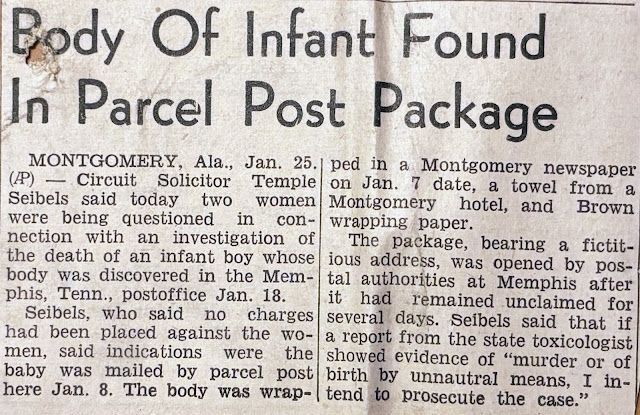 Body Of Infant Found
In Parcel Post Package
MONTGOMERY, Ala., Jan. 25.
(AP) — Circuit Solicitor Temple
Seibels said today two women
were being questioned in con-
nection with an investigation of
the death of an infant boy whose
body was discovered in the Mem-
phis, Tenn., postoffice Jan. 18.
Seibels, who said no charges
had been placed against the wo-
men, said indications were the
baby was mailed by parcel post
here Jan. 8. The body was wrap-
ped in a Montgomery newspaper
on Jan. 7 date, a towel from a
Montgomery hotel, and Brown
wrapping paper.
The package, bearing a fictit-
ious address, was opened by pos-
tal authorities at Memphis after
it had remained unclaimed for
several days. Seibels said that if
a report from the state toxicologist
showed evidence of "murder or of
birth by unnautral means, I in-
tend to prosecute the case."